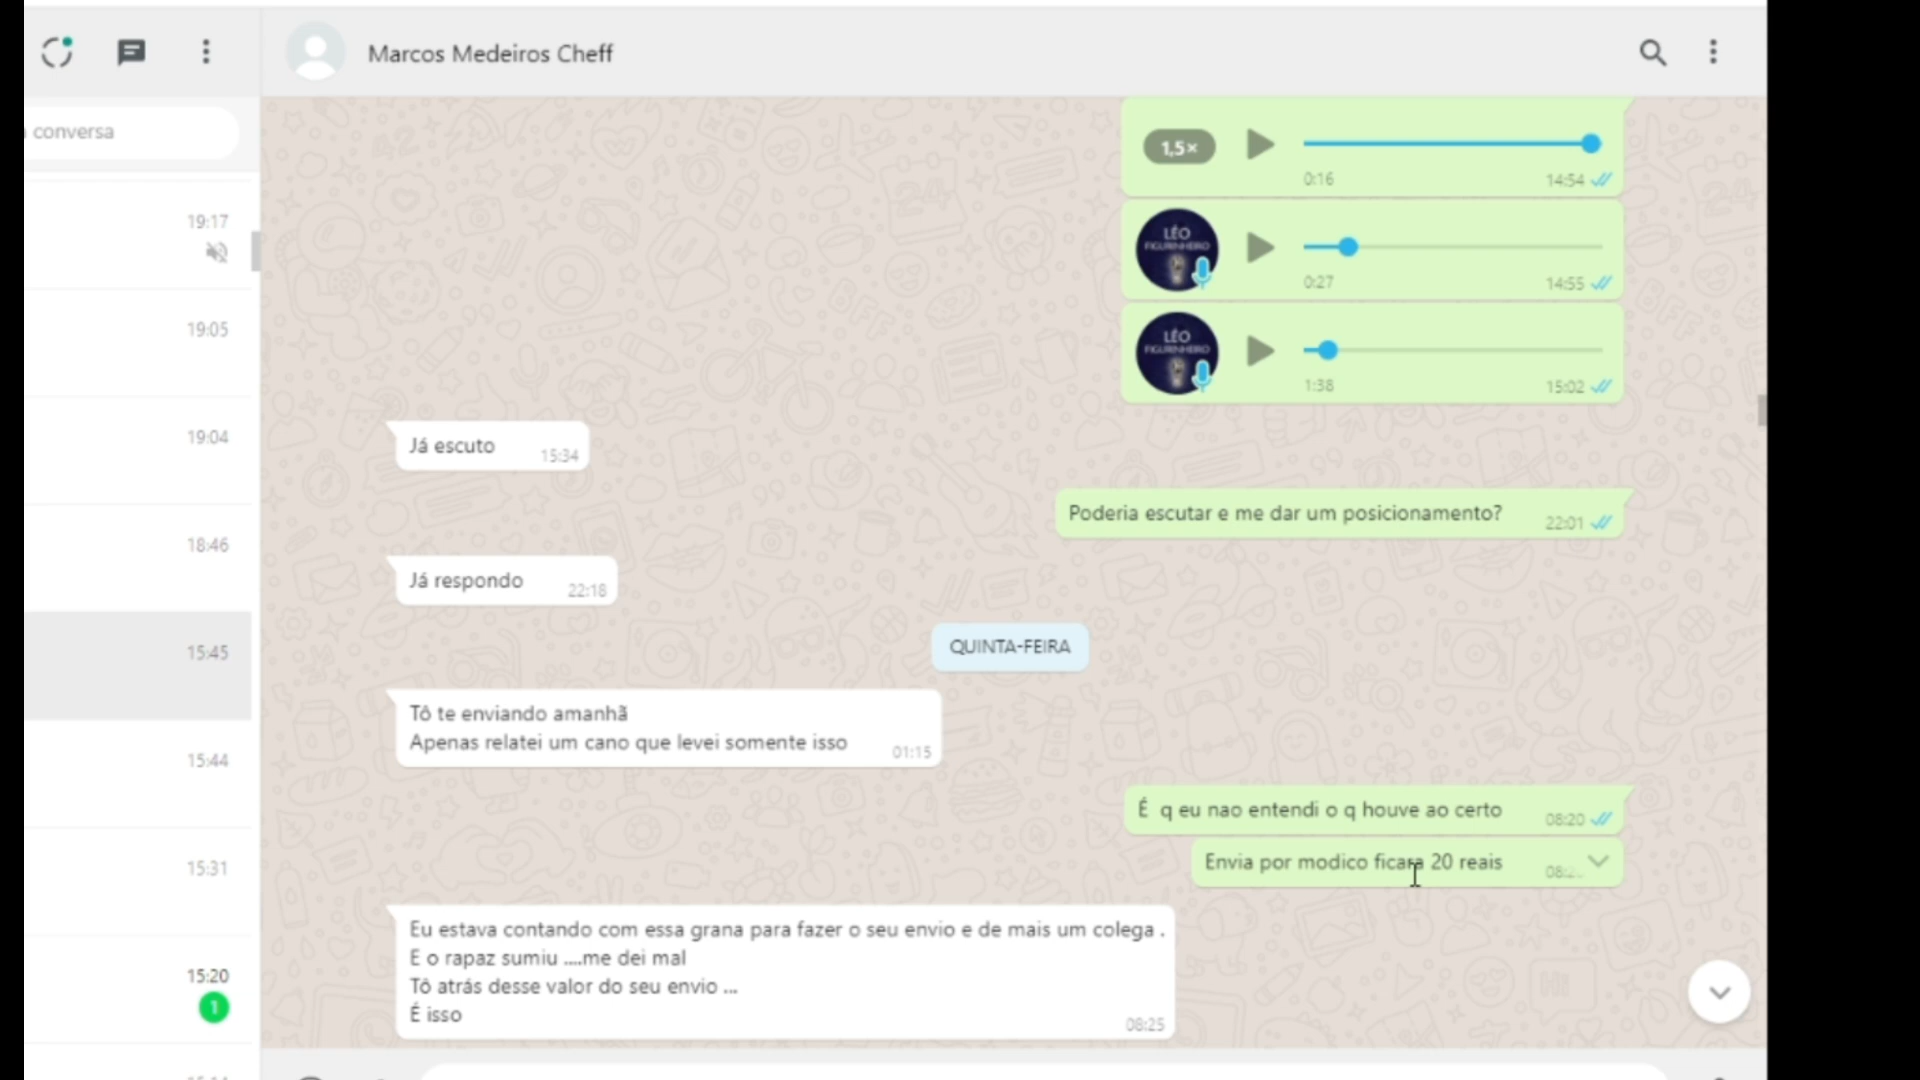 Marcos Medeiros Cheff
conversa
19:17
19:05
19:04
18:46
15:45
15:44
15:31
15:20
1
1,5×
0:16
14:54
LÉO
FIGURINHEIRO
0:27
14:55
LÉO
FIGURINHEIRO
1:38
15:02
Já escuto
15:34
Poderia escutar e me dar um posicionamento?
22:01
Já respondo
22:18
QUINTA-FEIRA
Tô te enviando amanhã
Apenas relatei um cano que levei somente isso
01:15
É q eu nao entendi o q houve ao certo
08:20
Envia por modico ficara 20 reais
Eu estava contando com essa grana para fazer o seu envio e de mais um colega .
E o rapaz sumiu ....me dei mal
Tô atrás desse valor do seu envio ...
É isso
08:25